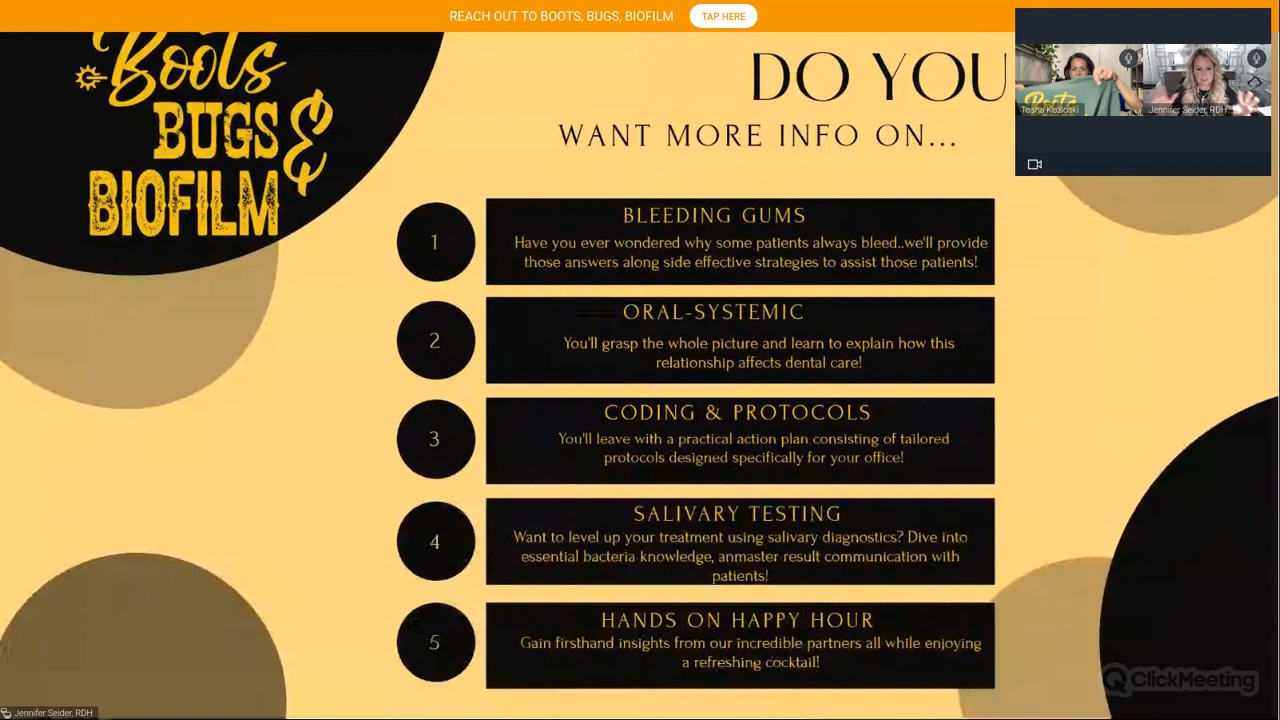 REACH OUT TO BOOTS, BUGS, BIOFILM TAP HERE
Boots
BUGS &
BIOFILM
DO YOU
WANT MORE INFO ON...
Boots
Tosha Kozloski
Jennifer Seider, RDH
1
BLEEDING GUMS
Have you ever wondered why some patients always bleed..we'll provide
those answers along side effective strategies to assist those patients!
2
ORAL-SYSTEMIC
You'll grasp the whole picture and learn to explain how this
relationship affects dental care!
3
CODING & PROTOCOLS
You'll leave with a practical action plan consisting of tailored
protocols designed specifically for your office!
4
SALIVARY TESTING
Want to level up your treatment using salivary diagnostics? Dive into
essential bacteria knowledge, anmaster result communication with
patients!
5
HANDS ON HAPPY HOUR
Gain firsthand insights from our incredible partners all while enjoying
a refreshing cocktail!
ClickMeeting
Jennifer Seider, RDH